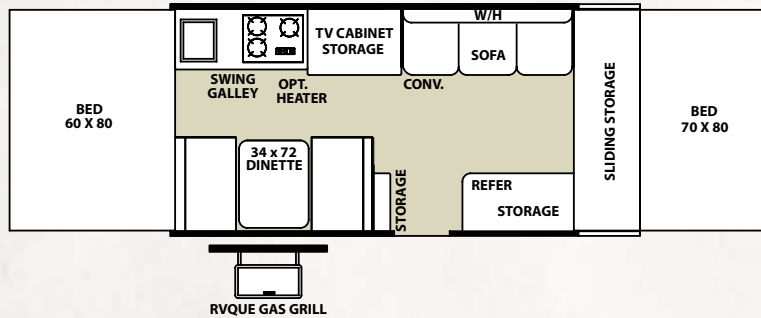 W/H
TV CABINET
STORAGE
SOFA
SWING
GALLEY
OPT.
HEATER
CONV.
BED
60 X 80
SLIDING STORAGE
BED
70 X 80
34 x 72
DINETTE
STORAGE
REFER
STORAGE
RVQUE GAS GRILL